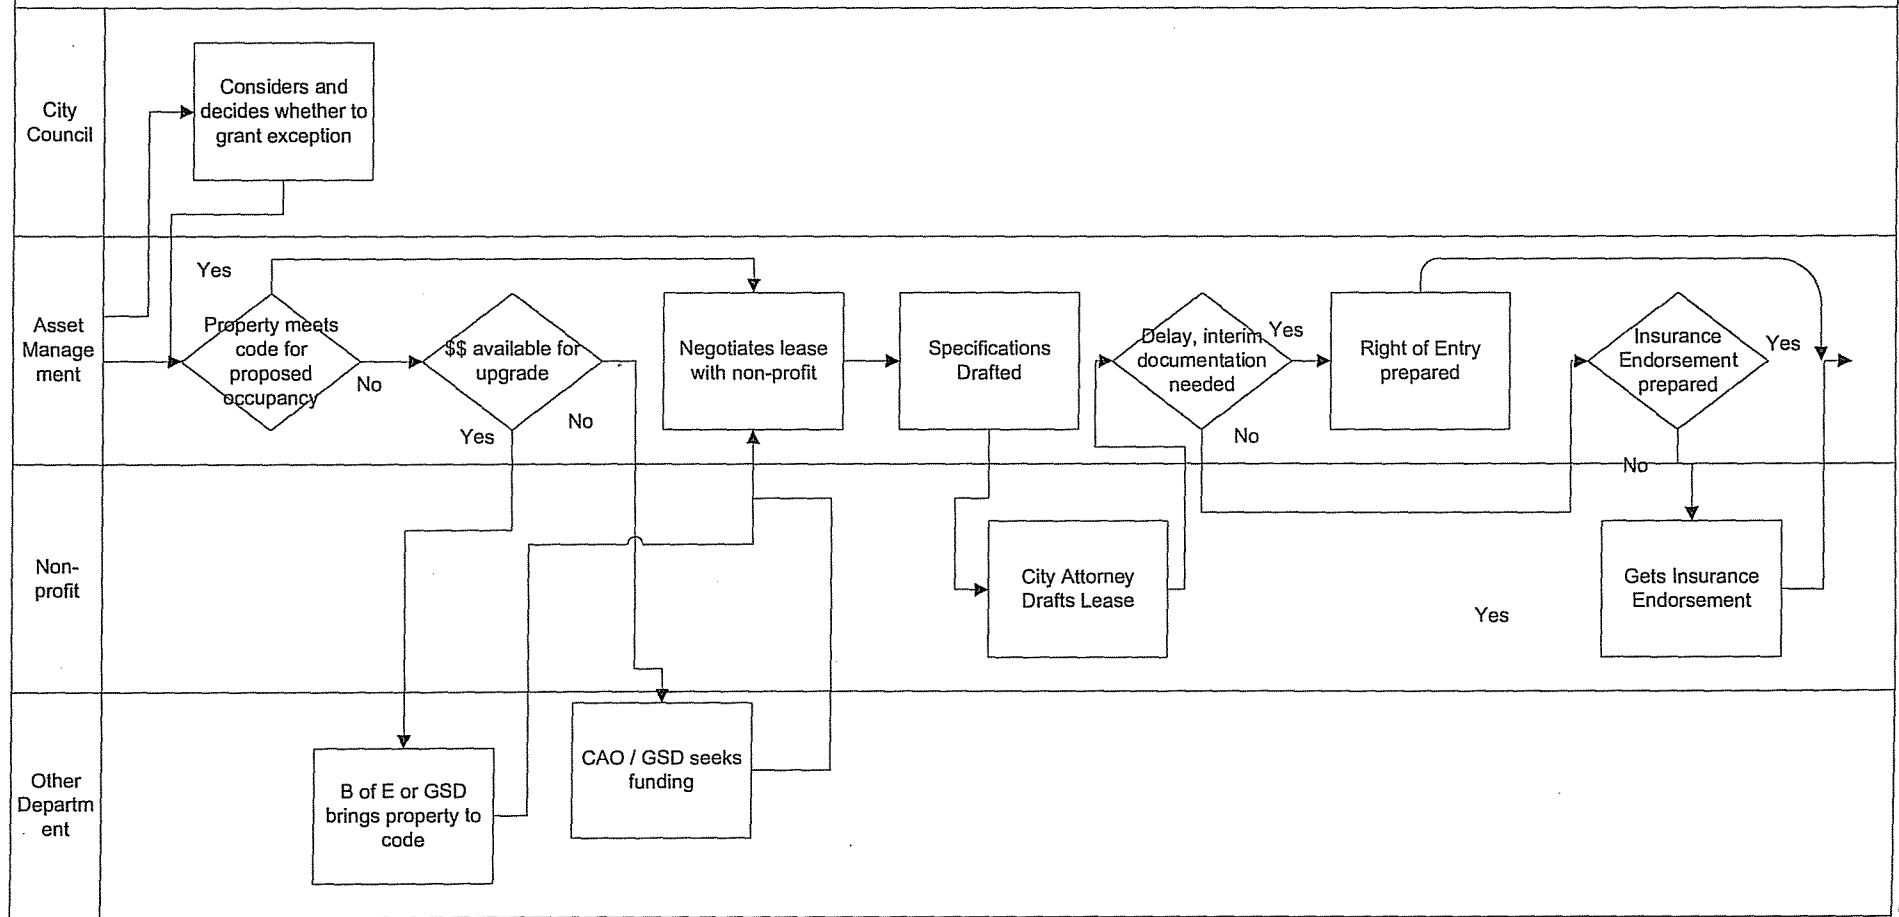 City
Council
Considers and
decides whether to
grant exception
Asset
Manage
ment
Yes
Property meets
code for
proposed
occupancy
No
$$ available for
upgrade
Yes
No
Negotiates lease
with non-profit
Specifications
Drafted
Delay, interim
documentation
needed
Yes
No
Right of Entry
prepared
Insurance
Endorsement
prepared
Yes
No
Non-
profit
City Attorney
Drafts Lease
Yes
Gets Insurance
Endorsement
Other
Departm
ent
B of E or GSD
brings property to
code
CAO / GSD seeks
funding